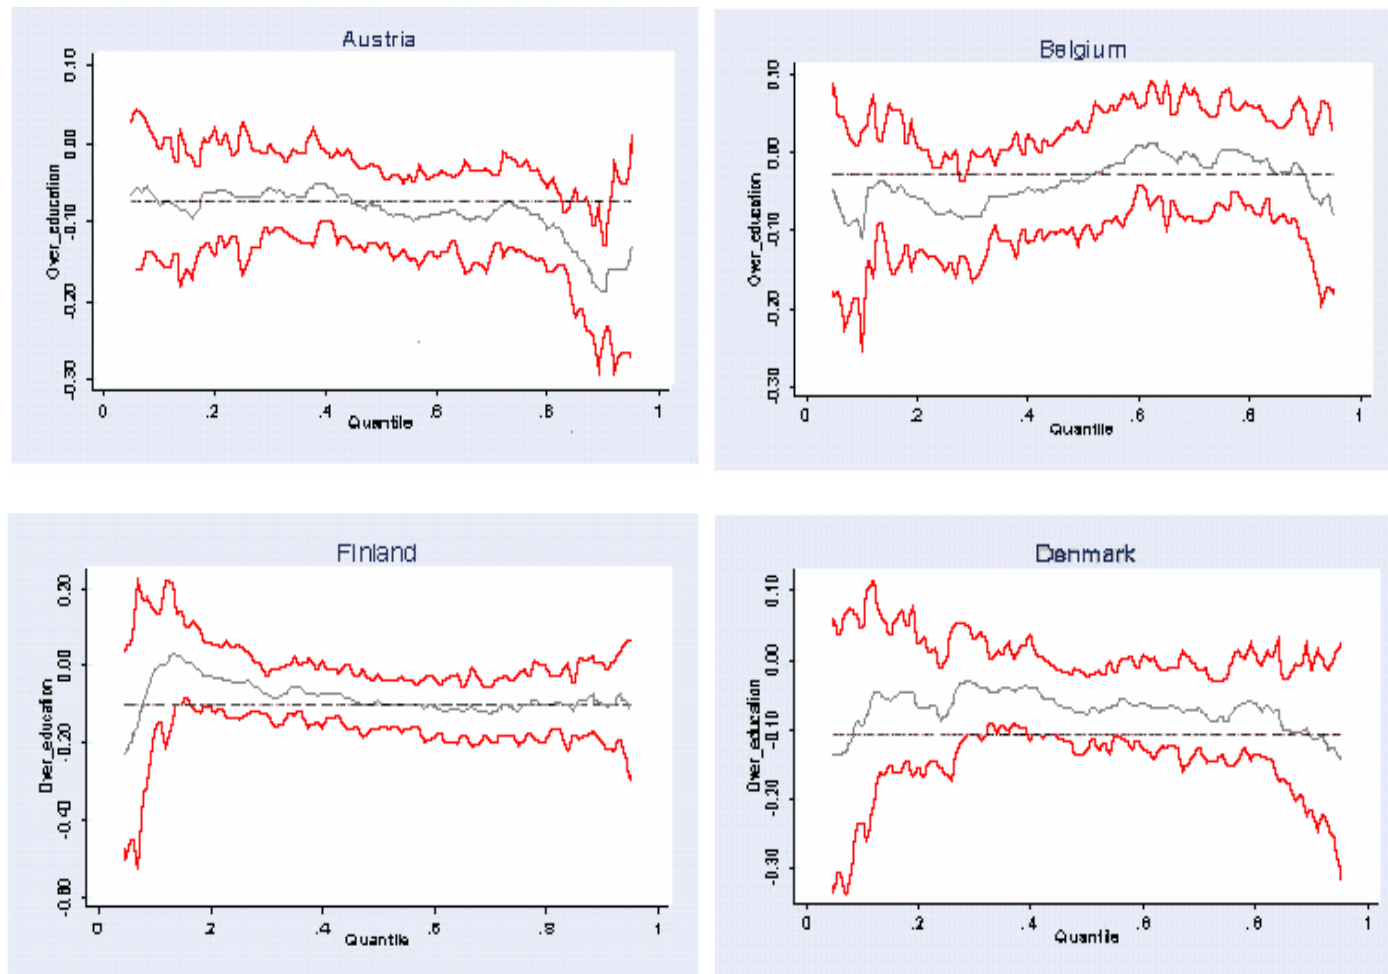 Austria
Over_education
0.10
0.00
-0.10
-0.20
-0.30
0 .2 .4 .6 .8 1
Quantile
Belgium
Over_education
0.10
0.00
-0.10
-0.20
-0.30
0 .2 .4 .6 .8 1
Quantile
Finland
Over_education
0.20
0.00
-0.20
-0.40
-0.60
0 .2 .4 .6 .8 1
Quantile
Denmark
Over_education
0.10
0.00
-0.10
-0.20
-0.30
0 .2 .4 .6 .8 1
Quantile